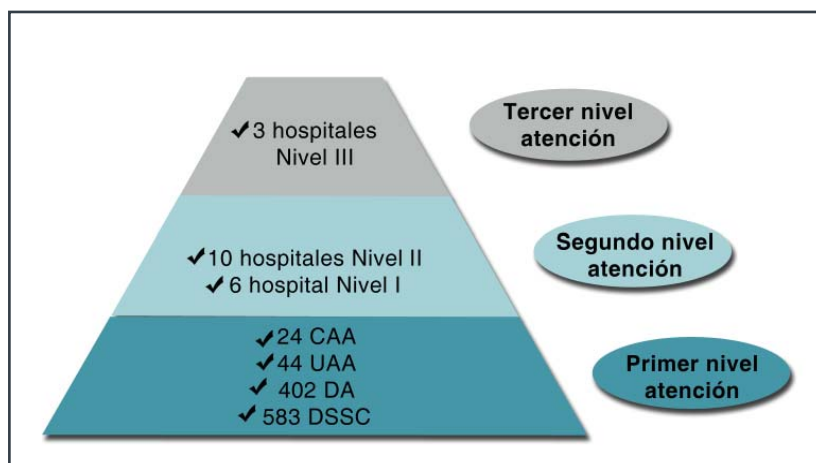 ✔3 hospitales
Nivel III
Tercer nivel
atención
✔10 hospitales Nivel II
✔6 hospital Nivel I
Segundo nivel
atención
✔24 CAA
✔44 UAA
✔402 DA
✔583 DSSC
Primer nivel
atención